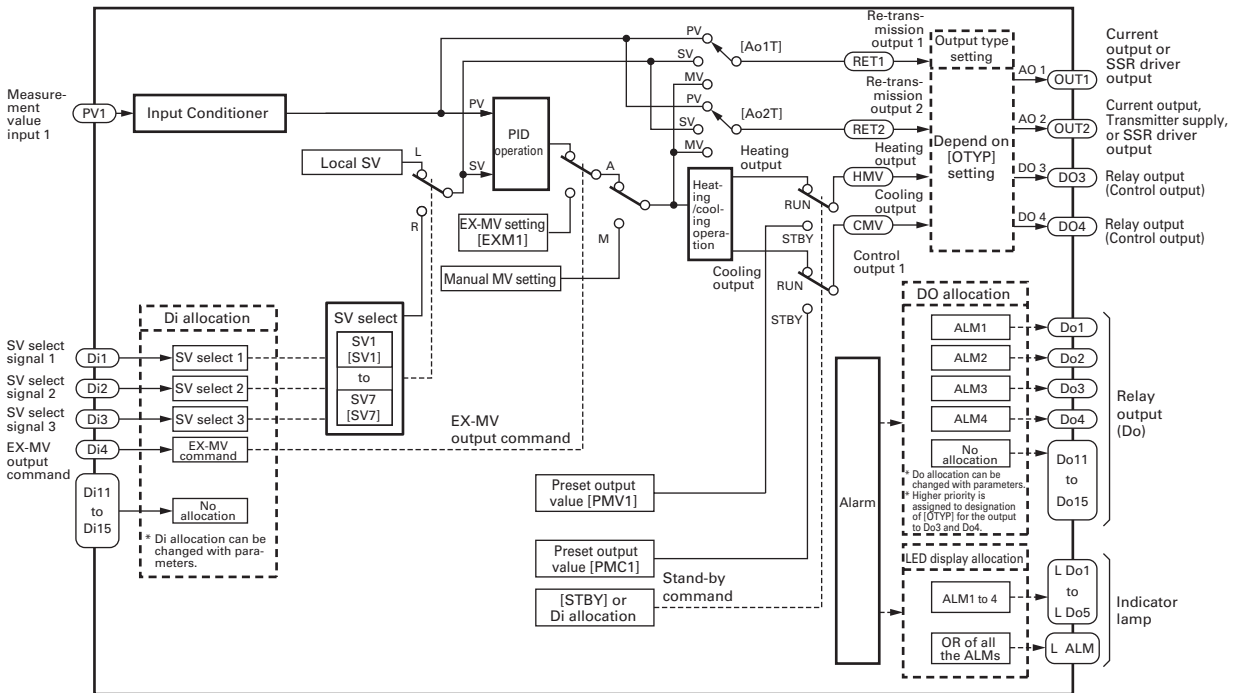 Measure-
ment
value
input 1
PV1
Input Conditioner
Local SV
L
R
PV
SV
PID
operation
A
M
EX-MV setting
[EXM1]
Manual MV setting
PV
SV
MV
[Ao1T]
PV
SV
MV
[Ao2T]
Re-trans-
mission
output 1
RET1
Re-trans-
mission
output 2
RET2
Heating
output
Heat-
ing
/cool-
ing
opera-
tion
Cooling
output
RUN
STBY
RUN
STBY
Heating
output
HMV
Cooling
output
CMV
Control
output 1
Output type
setting
Depend on
[OTYP]
setting
AO 1
OUT1
AO 2
OUT2
DO 3
DO3
DO 4
DO4
Current
output or
SSR driver
output
Current output,
Transmitter supply,
or SSR driver
output
Relay output
(Control output)
Relay output
(Control output)
SV select
signal 1
Di1
SV select
signal 2
Di2
SV select
signal 3
Di3
EX-MV
output
command
Di4
Di11
to
Di15
Di allocation
SV select 1
SV select 2
SV select 3
EX-MV
command
No
allocation
* Di allocation can be
changed with para-
meters.
SV select
SV1
[SV1]
to
SV7
[SV7]
EX-MV
output command
Preset output
value [PMV1]
Preset output
value [PMC1]
[STBY] or
Di allocation
Stand-by
command
Alarm
DO allocation
ALM1
ALM2
ALM3
ALM4
No
allocation
* Do allocation can be
changed with parameters.
* Higher priority is
assigned to designation
of [OTYP] for the output
to Do3 and Do4.
Do1
Do2
Do3
Do4
Do11
to
Do15
Relay
output
(Do)
LED display allocation
ALM1 to 4
OR of all
the ALMs
L Do1
to
L Do5
L ALM
Indicator
lamp